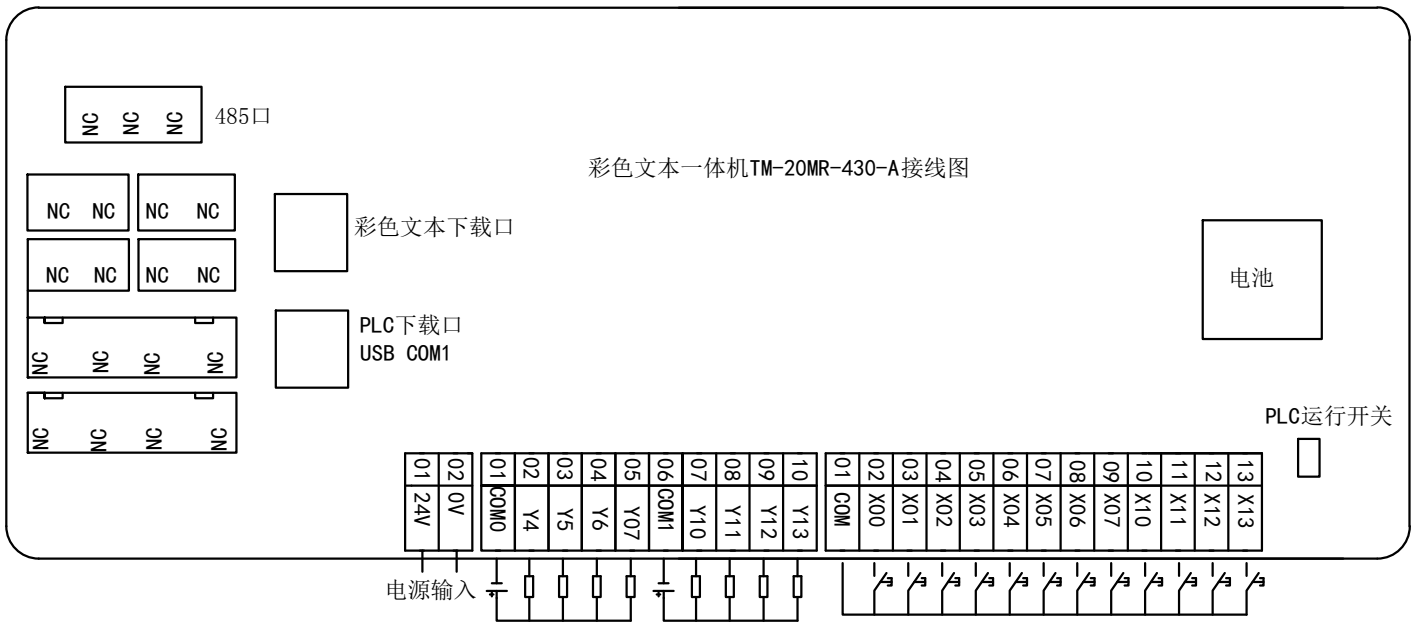 485口
NC NC NC
彩色文本一体机TM-20MR-430-A接线图
NC NC NC NC
彩色文本下载口
NC NC NC NC
电池
PLC下载口
USB COM1
NC NC NC NC
PLC运行开关
NC NC NC NC
01 02 01 02 03 04 05 06 07 08 09 10 01 02 03 04 05 06 07 08 09 10 11 12 13
24V 0V COM0 Y4 Y5 Y6 Y07 COM1 Y10 Y11 Y12 Y13 COM X00 X01 X02 X03 X04 X05 X06 X07 X10 X11 X12 X13
电源输入